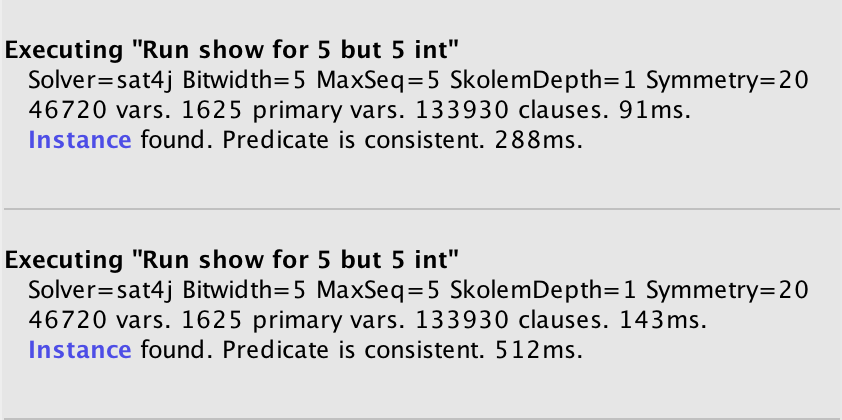 Executing "Run show for 5 but 5 int"
Solver=sat4j Bitwidth=5 MaxSeq=5 SkolemDepth=1 Symmetry=20
46720 vars. 1625 primary vars. 133930 clauses. 91ms.
Instance found. Predicate is consistent. 288ms.
Executing "Run show for 5 but 5 int"
Solver=sat4j Bitwidth=5 MaxSeq=5 SkolemDepth=1 Symmetry=20
46720 vars. 1625 primary vars. 133930 clauses. 143ms.
Instance found. Predicate is consistent. 512ms.